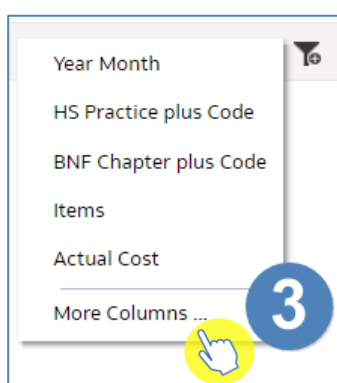 Year Month
HS Practice plus Code
BNF Chapter plus Code
Items
Actual Cost
More Columns ...
3